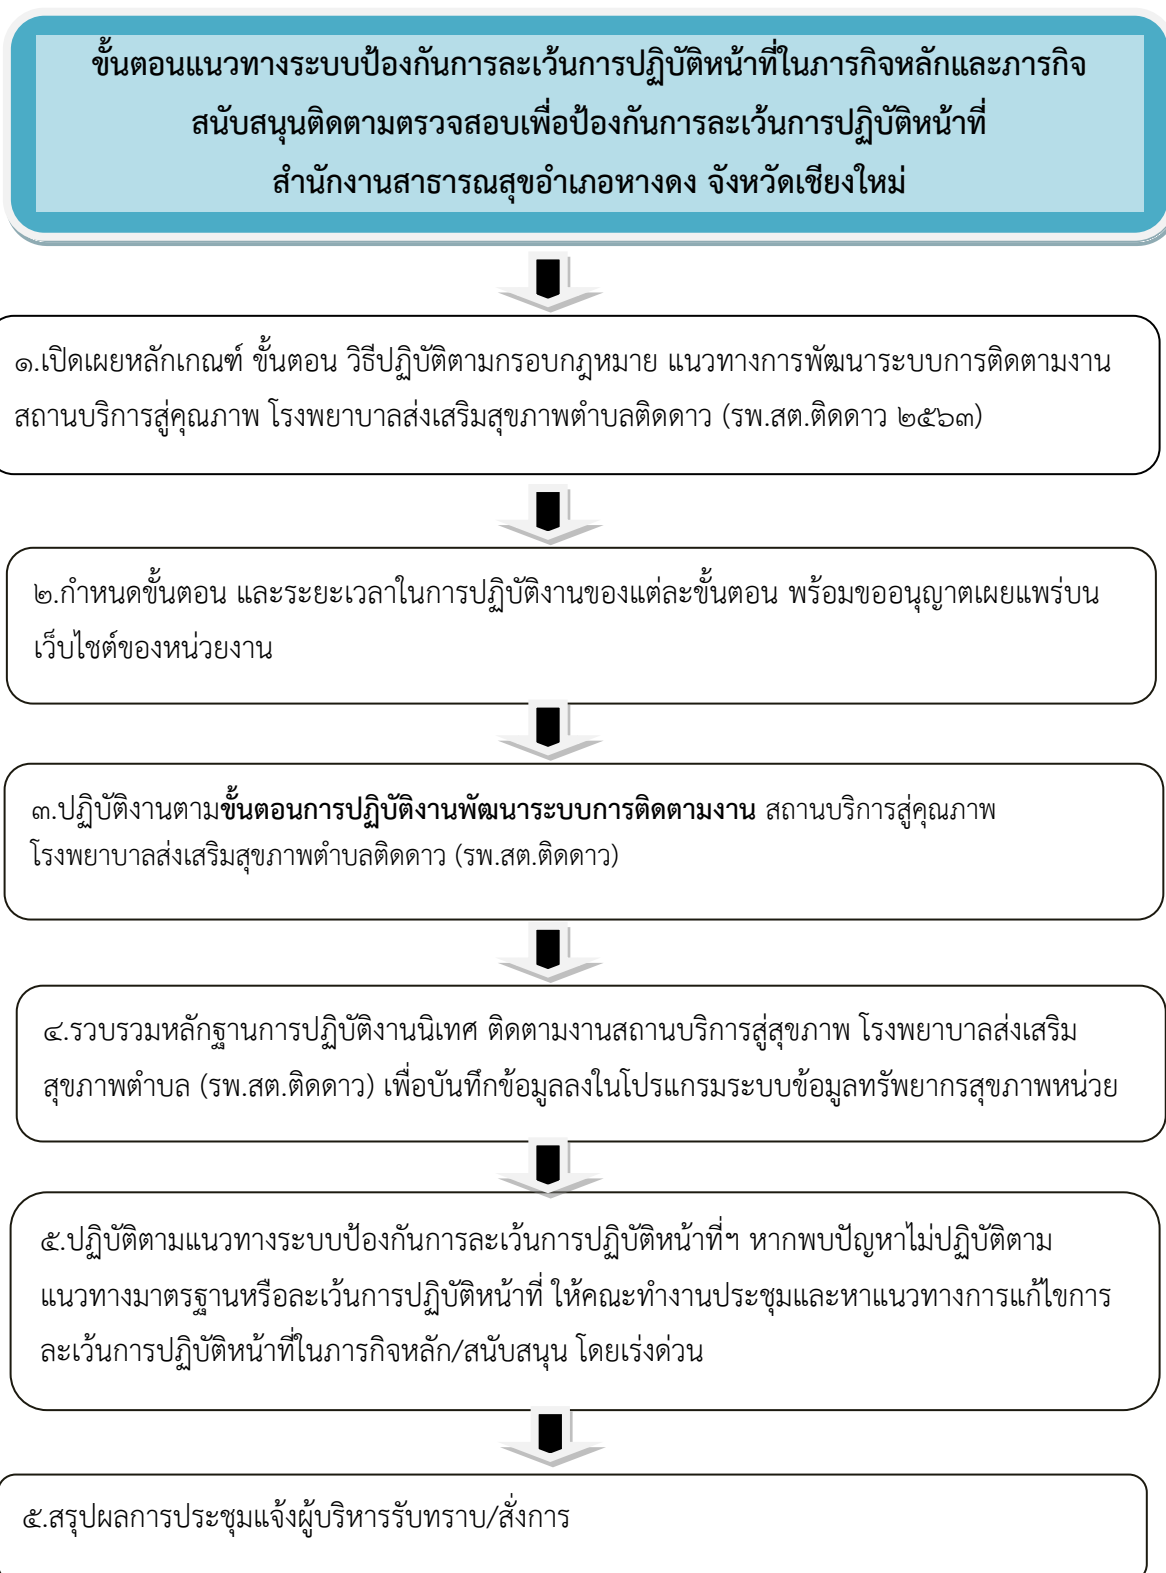 ขั้นตอนแนวทางระบบป้องกันการละเว้นการปฏิบัติหน้าที่ในภารกิจหลักและภารกิจ
สนับสนุนติดตามตรวจสอบเพื่อป้องกันการละเว้นการปฏิบัติหน้าที่
สำนักงานสาธารณสุขอำเภอหางดง จังหวัดเชียงใหม่
๑.เปิดเผยหลักเกณฑ์ ขั้นตอน วิธีปฏิบัติตามกรอบกฎหมาย แนวทางการพัฒนาระบบการติดตามงาน
สถานบริการสู่คุณภาพ โรงพยาบาลส่งเสริมสุขภาพตำบลติดดาว (รพ.สต.ติดดาว ๒๕๖๓)
๒.กำหนดขั้นตอน และระยะเวลาในการปฏิบัติงานของแต่ละขั้นตอน พร้อมขออนุญาตเผยแพร่บน
เว็บไซต์ของหน่วยงาน
๓.ปฏิบัติงานตามขั้นตอนการปฏิบัติงานพัฒนาระบบการติดตามงาน สถานบริการสู่คุณภาพ
โรงพยาบาลส่งเสริมสุขภาพตำบลติดดาว (รพ.สต.ติดดาว)
๔.รวบรวมหลักฐานการปฏิบัติงานนิเทศ ติดตามงานสถานบริการสู่สุขภาพ โรงพยาบาลส่งเสริม
สุขภาพตำบล (รพ.สต.ติดดาว) เพื่อบันทึกข้อมูลลงในโปรแกรมระบบข้อมูลทรัพยากรสุขภาพหน่วย
๕.ปฏิบัติตามแนวทางระบบป้องกันการละเว้นการปฏิบัติหน้าที่ฯ หากพบปัญหาไม่ปฏิบัติตาม
แนวทางมาตรฐานหรือละเว้นการปฏิบัติหน้าที่ ให้คณะทำงานประชุมและหาแนวทางการแก้ไขการ
ละเว้นการปฏิบัติหน้าที่ในภารกิจหลัก/สนับสนุน โดยเร่งด่วน
๕.สรุปผลการประชุมแจ้งผู้บริหารรับทราบ/สั่งการ